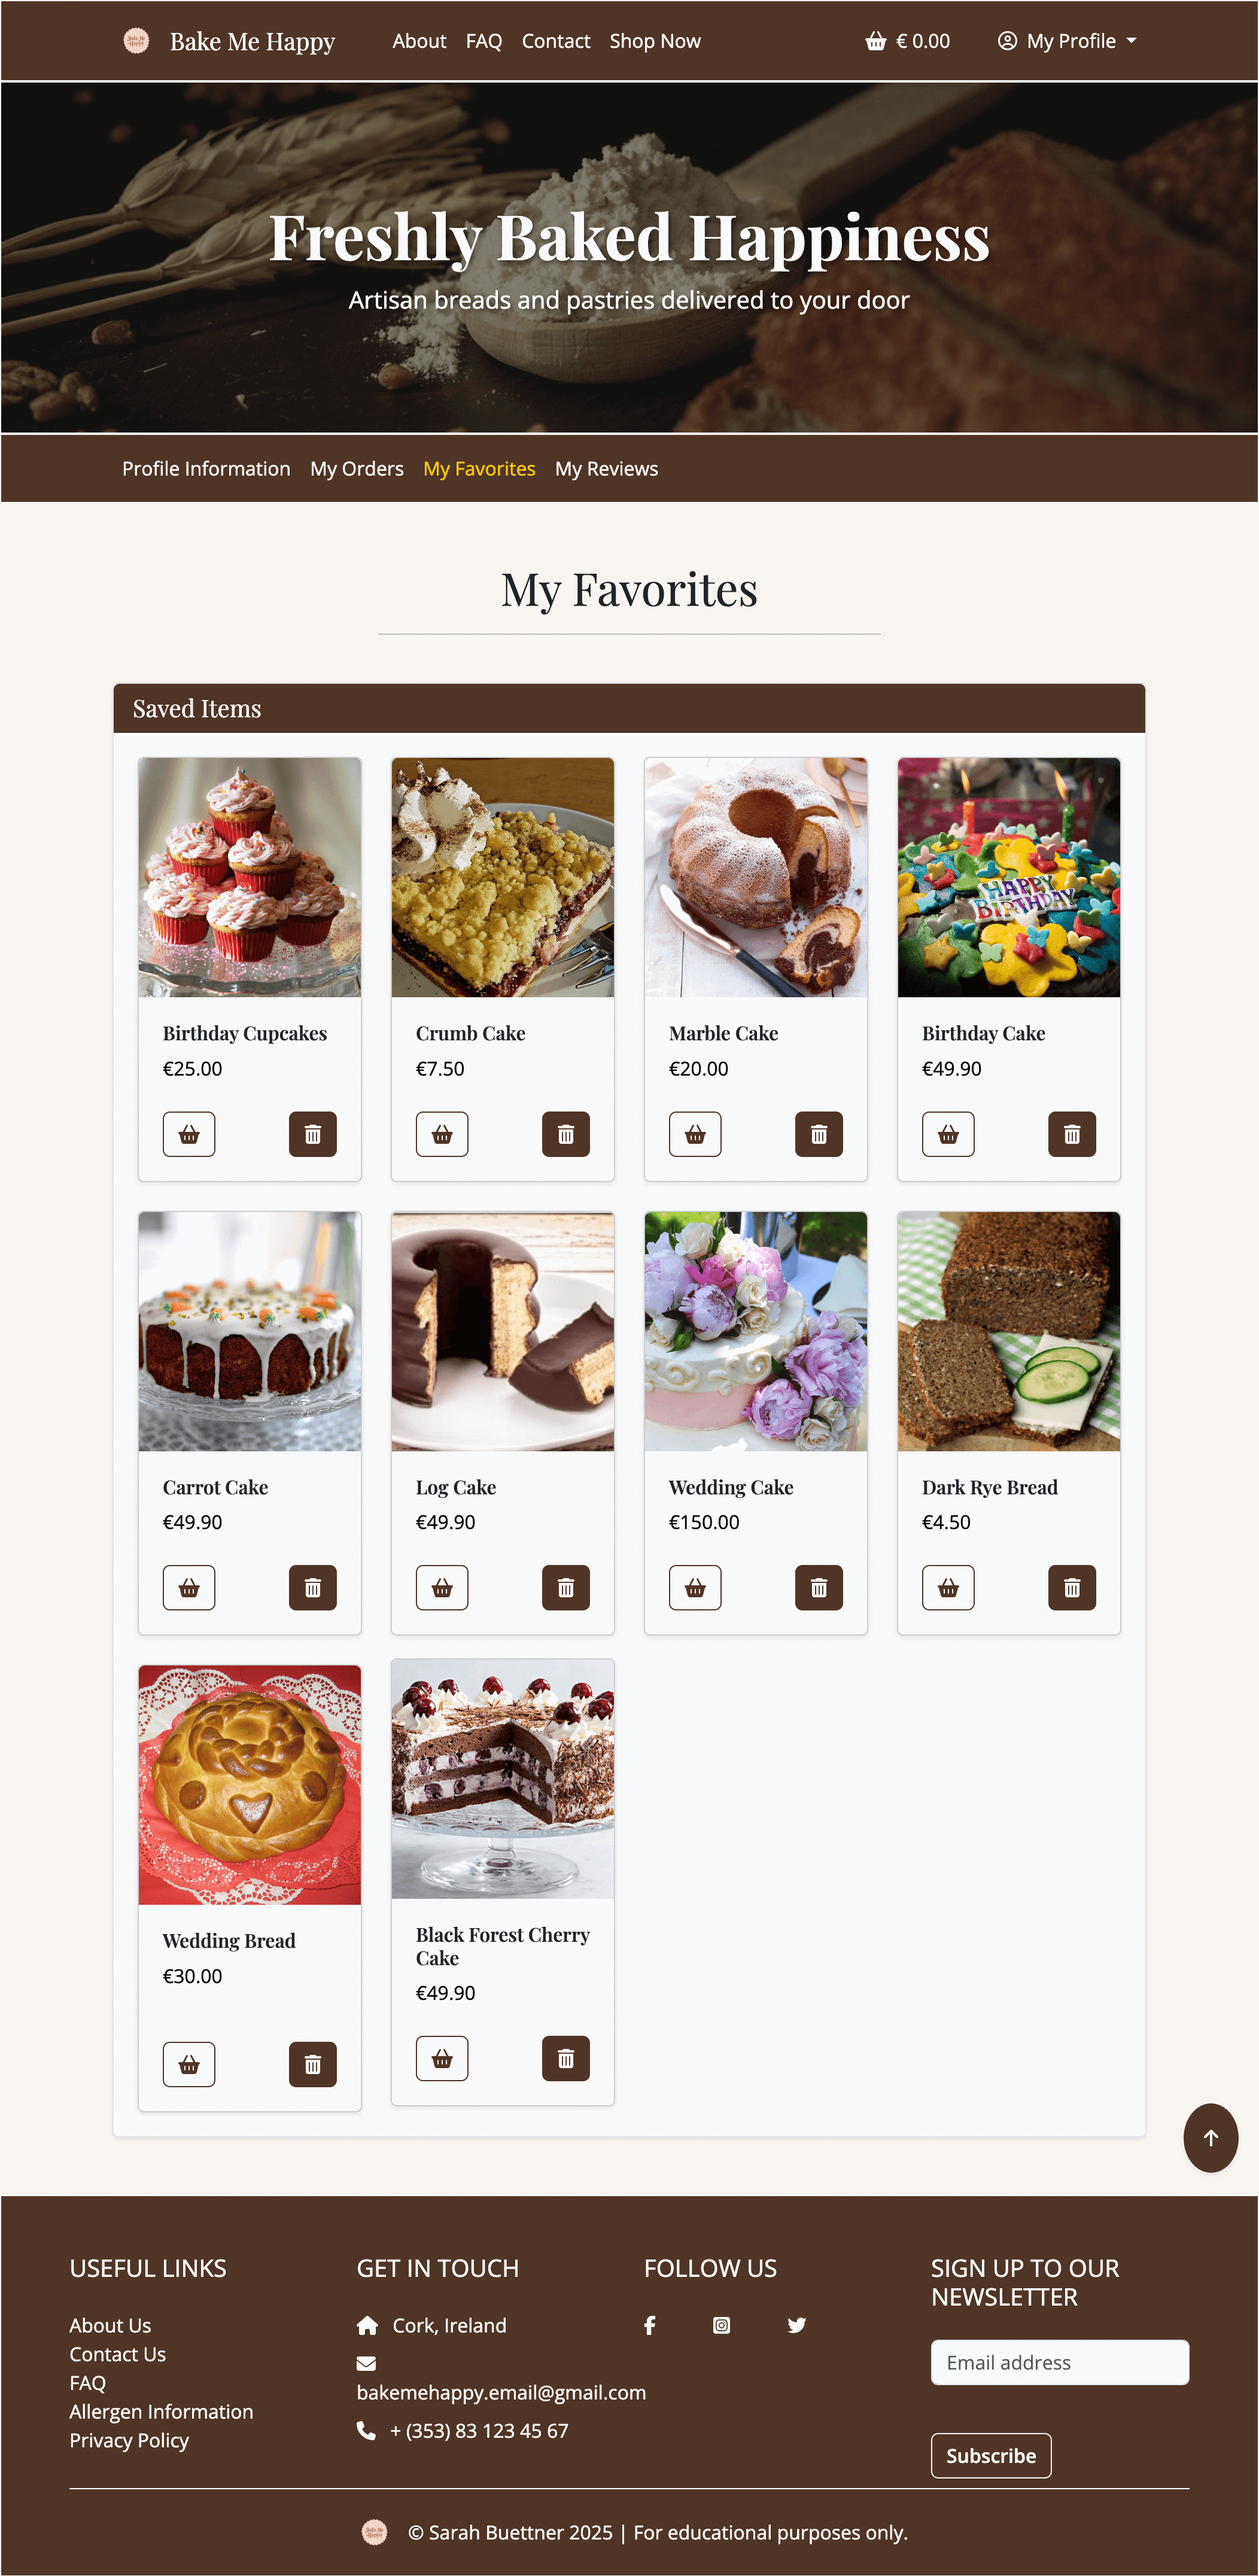 Bake Me Happy
Bake Me Happy
About FAQ Contact Shop Now
€ 0.00
My Profile
Freshly Baked Happiness
Artisan breads and pastries delivered to your door
Profile Information My Orders My Favorites My Reviews
My Favorites
Saved Items
HAPPY
BIRTHDAY
Birthday Cupcakes
€25.00
Crumb Cake
€7.50
Marble Cake
€20.00
Birthday Cake
€49.90
Carrot Cake
€49.90
Log Cake
€49.90
Wedding Cake
€150.00
Dark Rye Bread
€4.50
Wedding Bread
€30.00
Black Forest Cherry
Cake
€49.90
USEFUL LINKS
About Us
Contact Us
FAQ
Allergen Information
Privacy Policy
GET IN TOUCH
Cork, Ireland
bakemehappy.email@gmail.com
+ (353) 83 123 45 67
FOLLOW US
SIGN UP TO OUR
NEWSLETTER
Email address
Subscribe
Bake Me Happy
© Sarah Buettner 2025 | For educational purposes only.